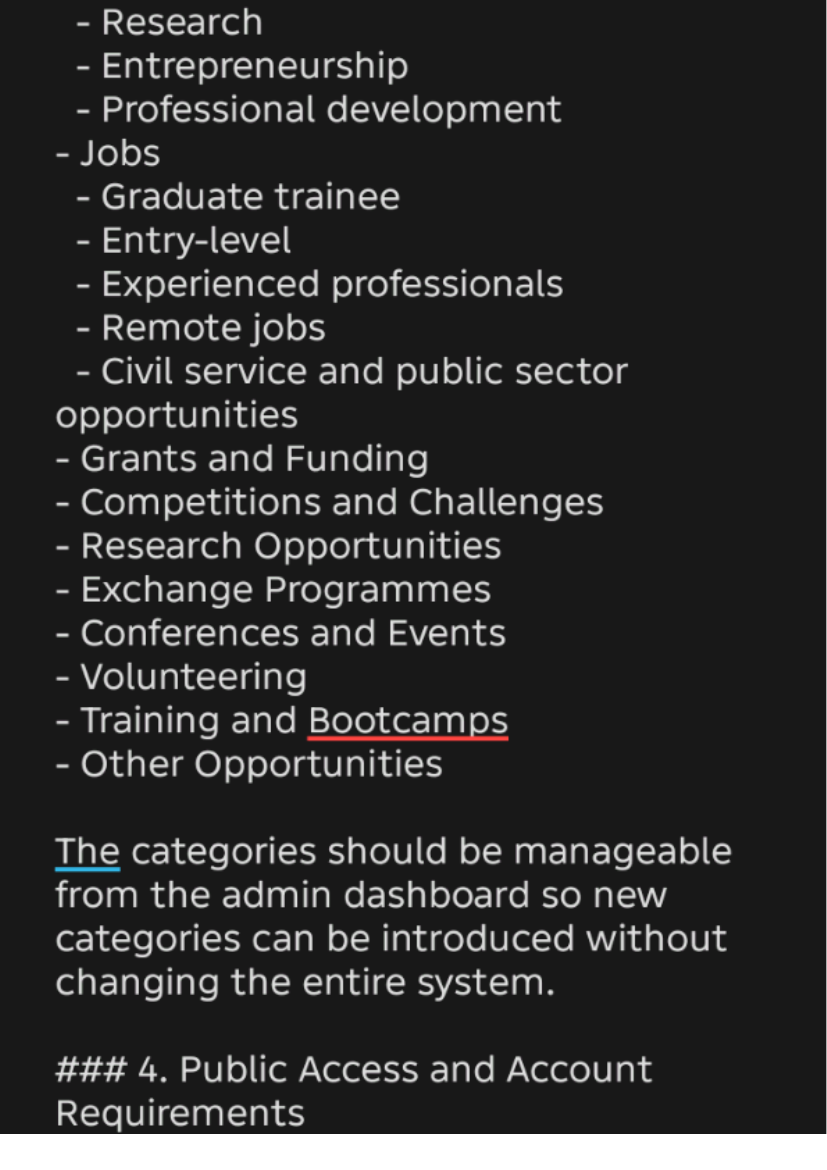 - Research
- Entrepreneurship
- Professional development
- Jobs
- Graduate trainee
- Entry-level
- Experienced professionals
- Remote jobs
- Civil service and public sector
opportunities
- Grants and Funding
- Competitions and Challenges
- Research Opportunities
- Exchange Programmes
- Conferences and Events
- Volunteering
- Training and Bootcamps
- Other Opportunities
The categories should be manageable
from the admin dashboard so new
categories can be introduced without
changing the entire system.
### 4. Public Access and Account
Requirements